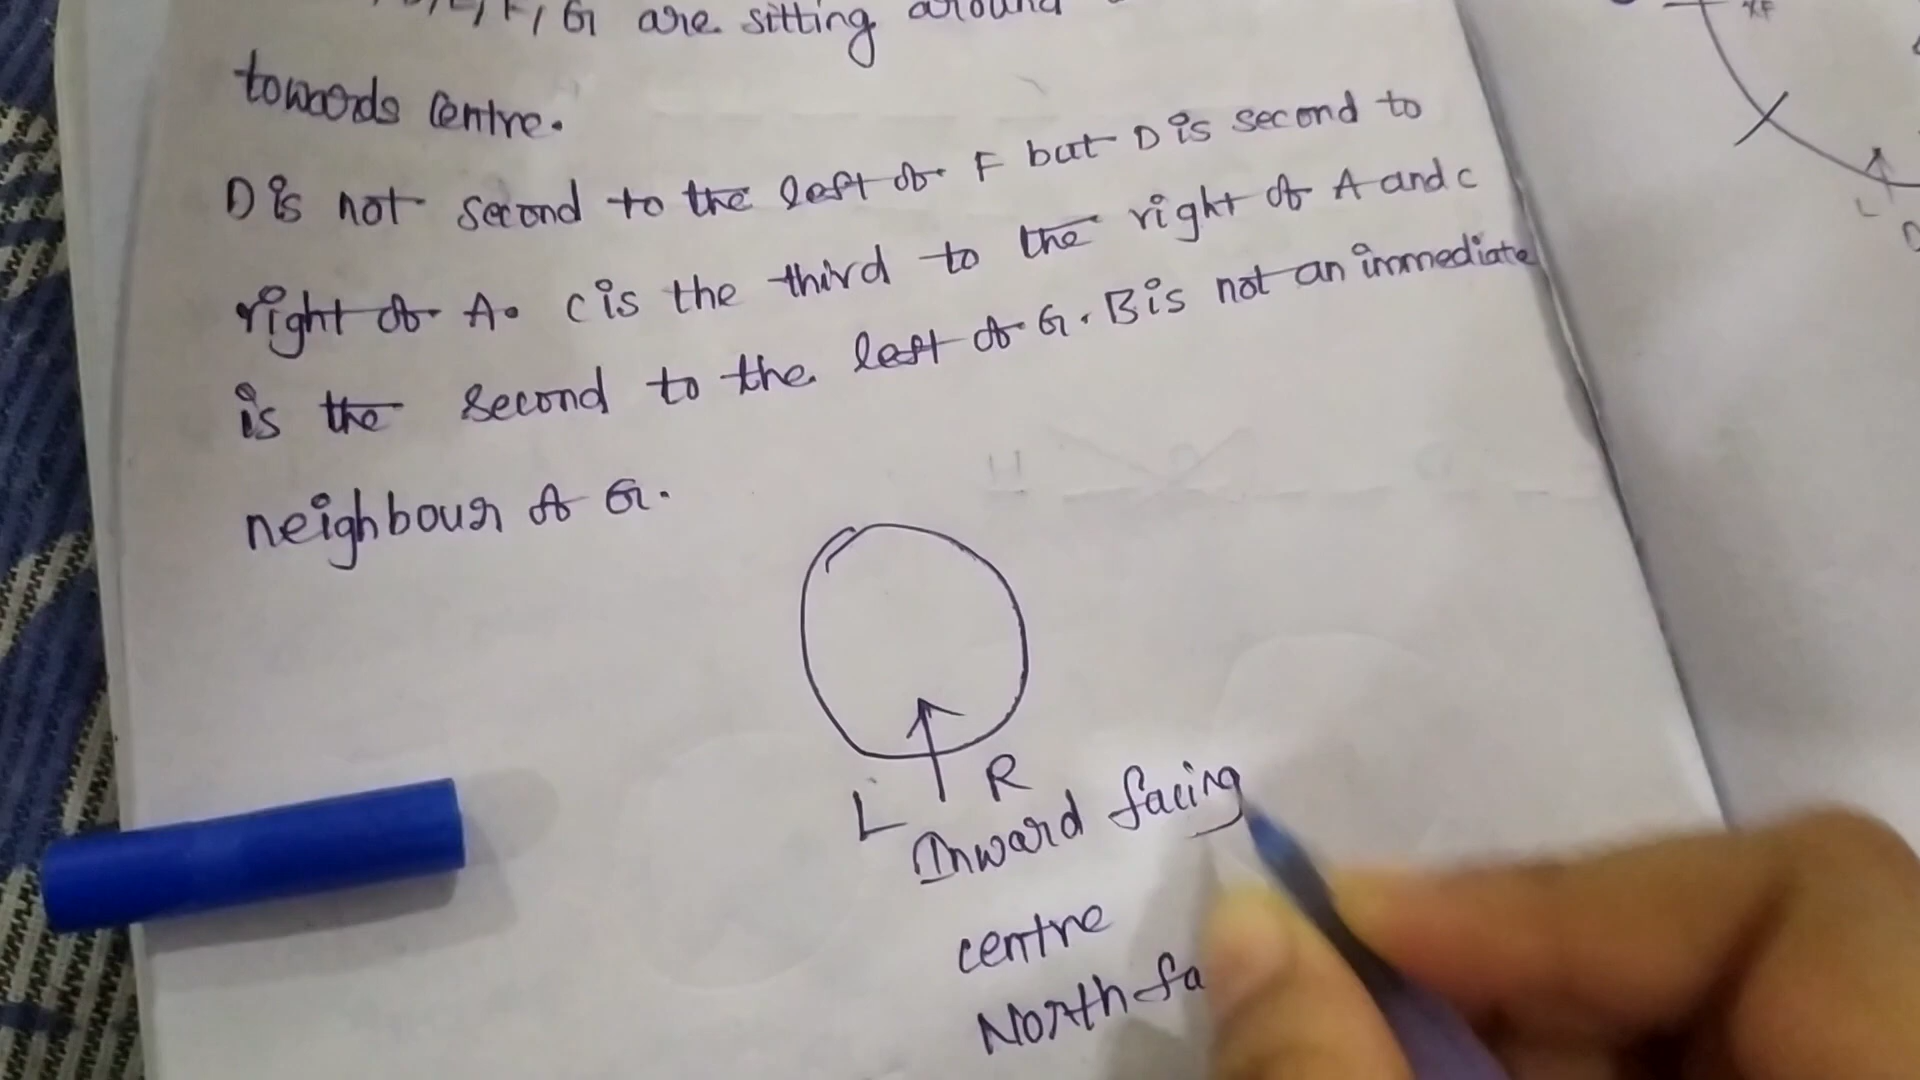 F, G are sitting around
towards Centre.
D is not second to the left of F but D is second to
right of A. C is the third to the right of A and C
is the second to the left of G. B is not an immediate
neighbour of G.
L R
Inward facing
centre
North fa